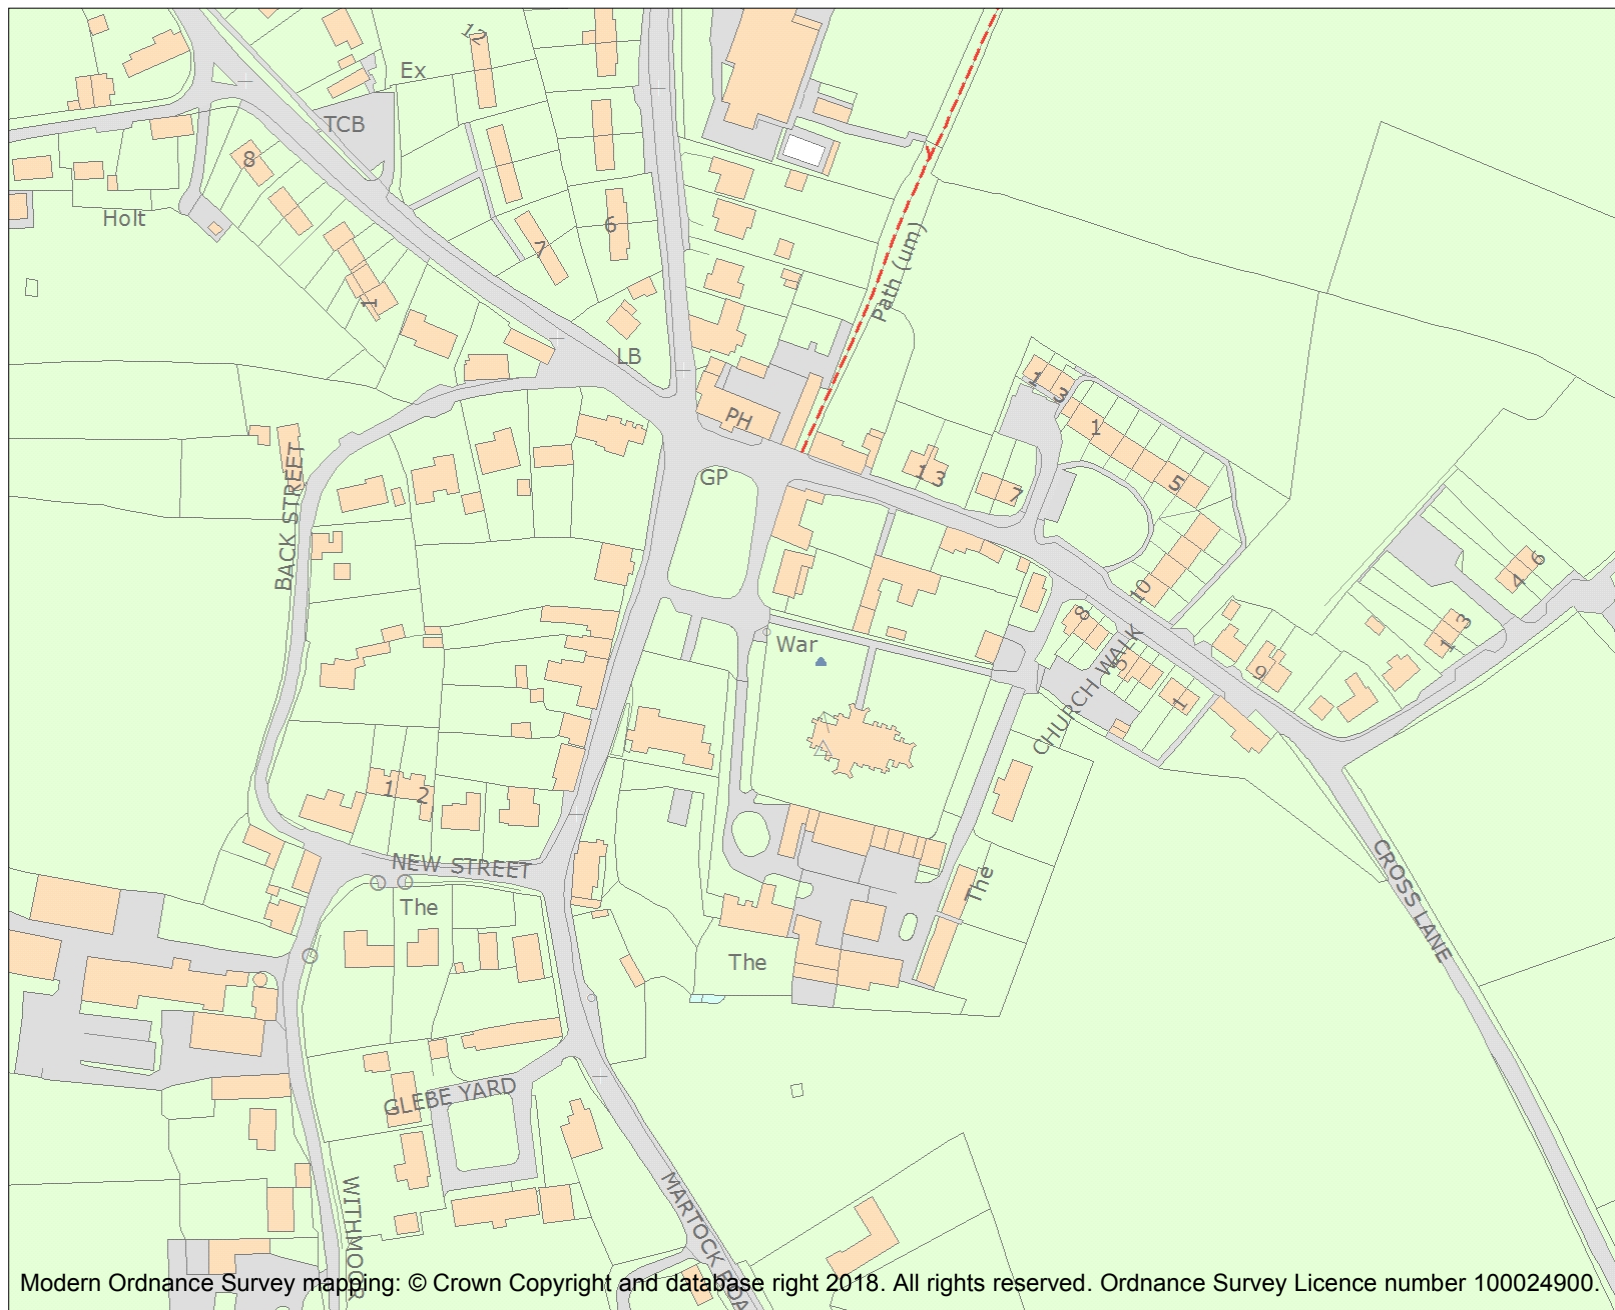 12
Ex
TCB
8
Holt
6
7
1
Path (um)
LB
PH
GP
1 3
1
5
1 3
7
BACK STREET
10
4 6
8
1 3
War
5
9
1
CHURCH WALK
1 2
NEW STREET
The
The
The
CROSS LANE
GLEBE YARD
WITHMOOR
MARTOCK ROA
Modern Ordnance Survey mapping: © Crown Copyright and database right 2018. All rights reserved. Ordnance Survey Licence number 100024900.